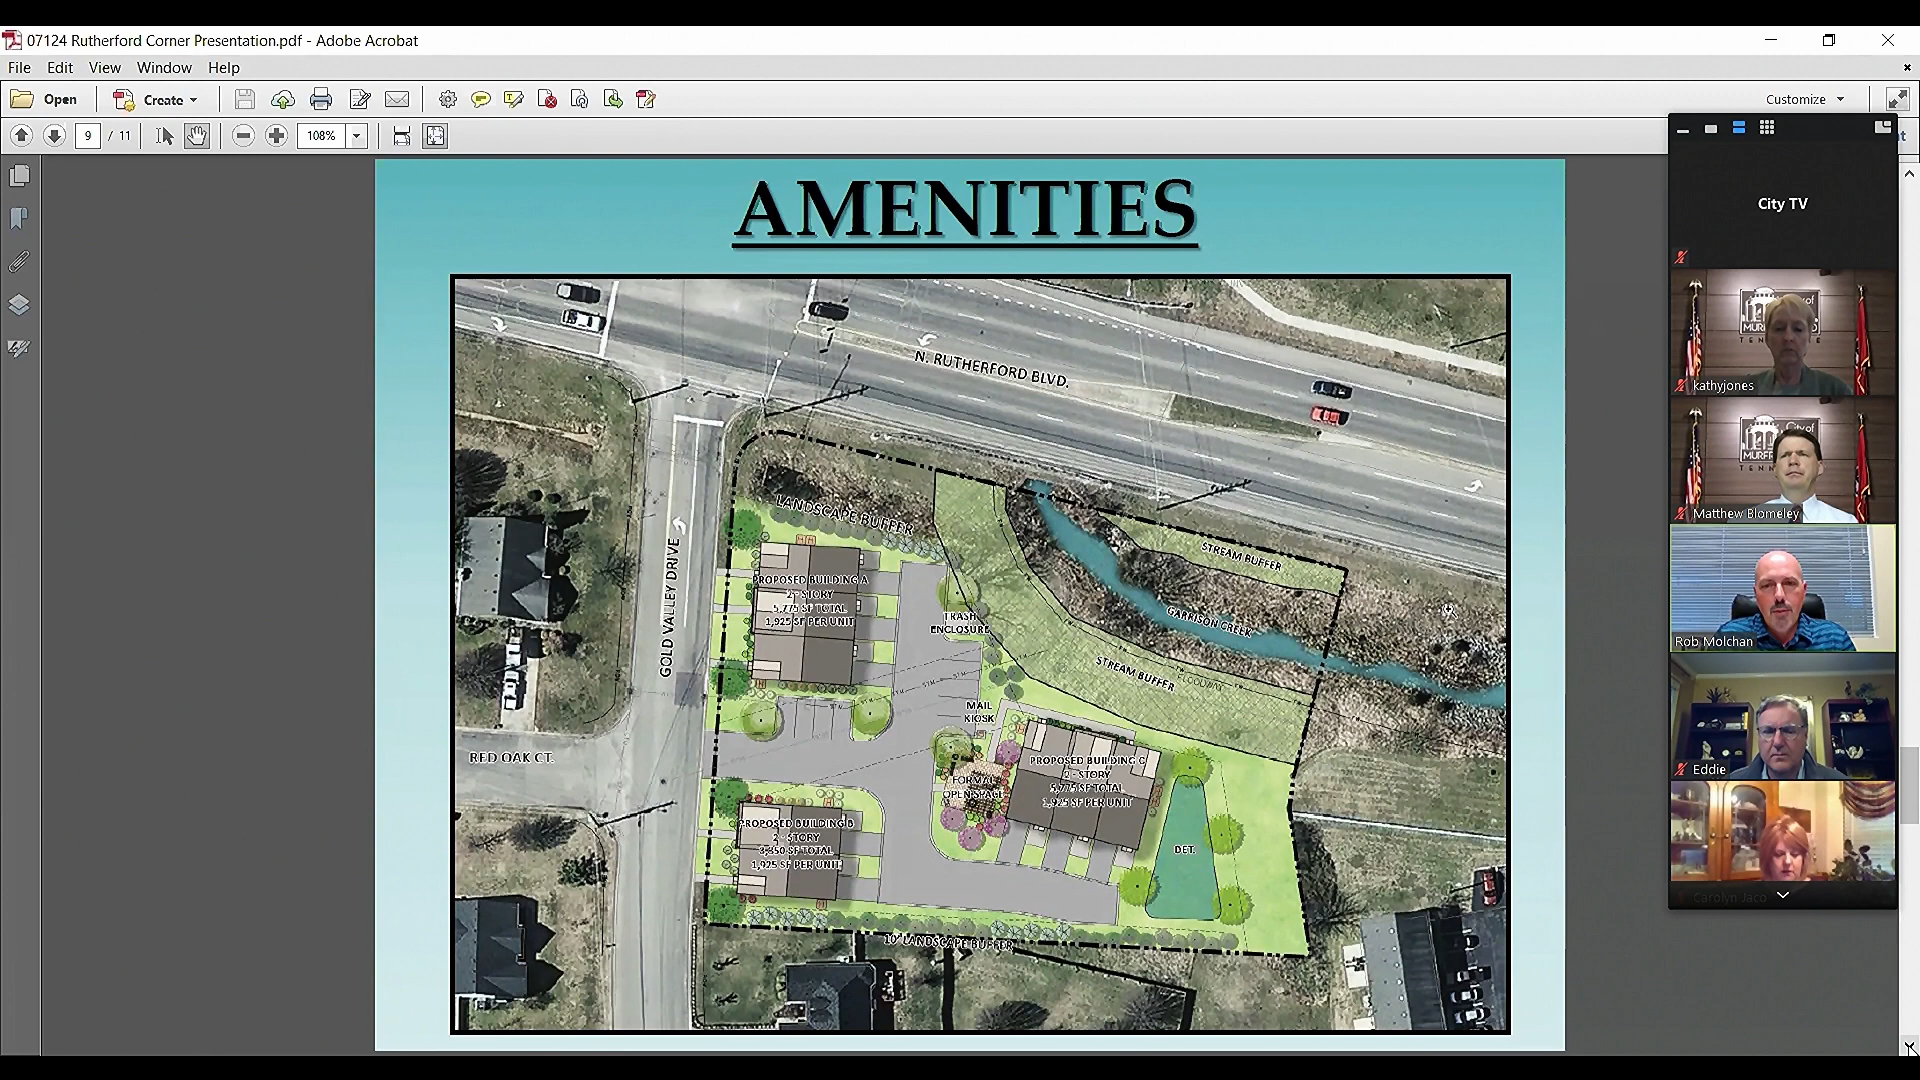 07124 Rutherford Corner Presentation.pdf - Adobe Acrobat
File Edit View Window Help
Open Create Customize
9 / 11 108%
AMENITIES
City TV
kathyjones
Matthew Blomeley
Rob Molchan
Eddie
Carolyn Jaco
N. RUTHERFORD BLVD.
LANDSCAPE BUFFER
GOLD VALLEY DRIVE
RED OAK CT.
PROPOSED BUILDING A
2 - STORY
5,775 SF TOTAL
1,925 SF PER UNIT
TRASH
ENCLOSURE
STREAM BUFFER
GARRISON CREEK
STREAM BUFFER
FLOODWAY
MAIL
KIOSK
FORMAL
OPEN SPACE
PROPOSED BUILDING C
2 - STORY
5,775 SF TOTAL
1,925 SF PER UNIT
PROPOSED BUILDING B
2 - STORY
3,850 SF TOTAL
1,925 SF PER UNIT
DET.
10' LANDSCAPE BUFFER